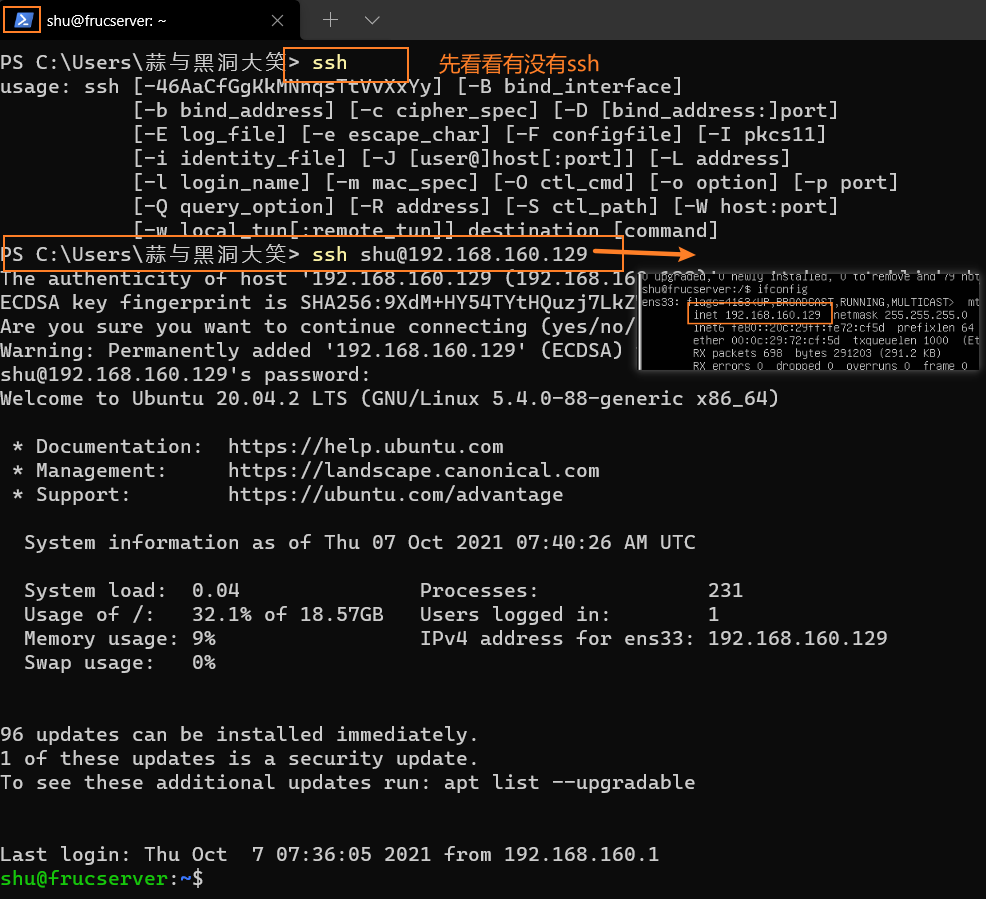 shu@frucserver: ~
PS C:\Users\蒜与黑洞大笑> ssh
先看看有没有ssh
usage: ssh [-46AaCfGgKkMNnqsTtVvXxYy] [-B bind_interface]
[-b bind_address] [-c cipher_spec] [-D [bind_address:]port]
[-E log_file] [-e escape_char] [-F configfile] [-I pkcs11]
[-i identity_file] [-J [user@]host[:port]] [-L address]
[-l login_name] [-m mac_spec] [-O ctl_cmd] [-o option] [-p port]
[-Q query_option] [-R address] [-S ctl_path] [-W host:port]
[-w local_tun[:remote_tun]] destination [command]
PS C:\Users\蒜与黑洞大笑> ssh shu@192.168.160.129
The authenticity of host '192.168.160.129 (192.168.16
ECDSA key fingerprint is SHA256:9XdM+HY54TYtHQuzj7LkZ
Are you sure you want to continue connecting (yes/no/
Warning: Permanently added '192.168.160.129' (ECDSA)
shu@192.168.160.129's password:
0 upgraded, 0 newly installed, 0 to remove and 79 not
shu@frucserver:/$ ifconfig
ens33: flags=4163<UP,BROADCAST,RUNNING,MULTICAST> mt
inet 192.168.160.129 netmask 255.255.255.0
inet6 fe80::20c:29ff:fe72:cf5d prefixlen 64
ether 00:0c:29:72:cf:5d txqueuelen 1000 (Et
RX packets 698 bytes 291203 (291.2 KB)
RX errors 0 dropped 0 overruns 0 frame 0
Welcome to Ubuntu 20.04.2 LTS (GNU/Linux 5.4.0-88-generic x86_64)
* Documentation: https://help.ubuntu.com
* Management: https://landscape.canonical.com
* Support: https://ubuntu.com/advantage
System information as of Thu 07 Oct 2021 07:40:26 AM UTC
System load: 0.04 Processes: 231
Usage of /: 32.1% of 18.57GB Users logged in: 1
Memory usage: 9% IPv4 address for ens33: 192.168.160.129
Swap usage: 0%
96 updates can be installed immediately.
1 of these updates is a security update.
To see these additional updates run: apt list --upgradable
Last login: Thu Oct 7 07:36:05 2021 from 192.168.160.1
shu@frucserver:~$